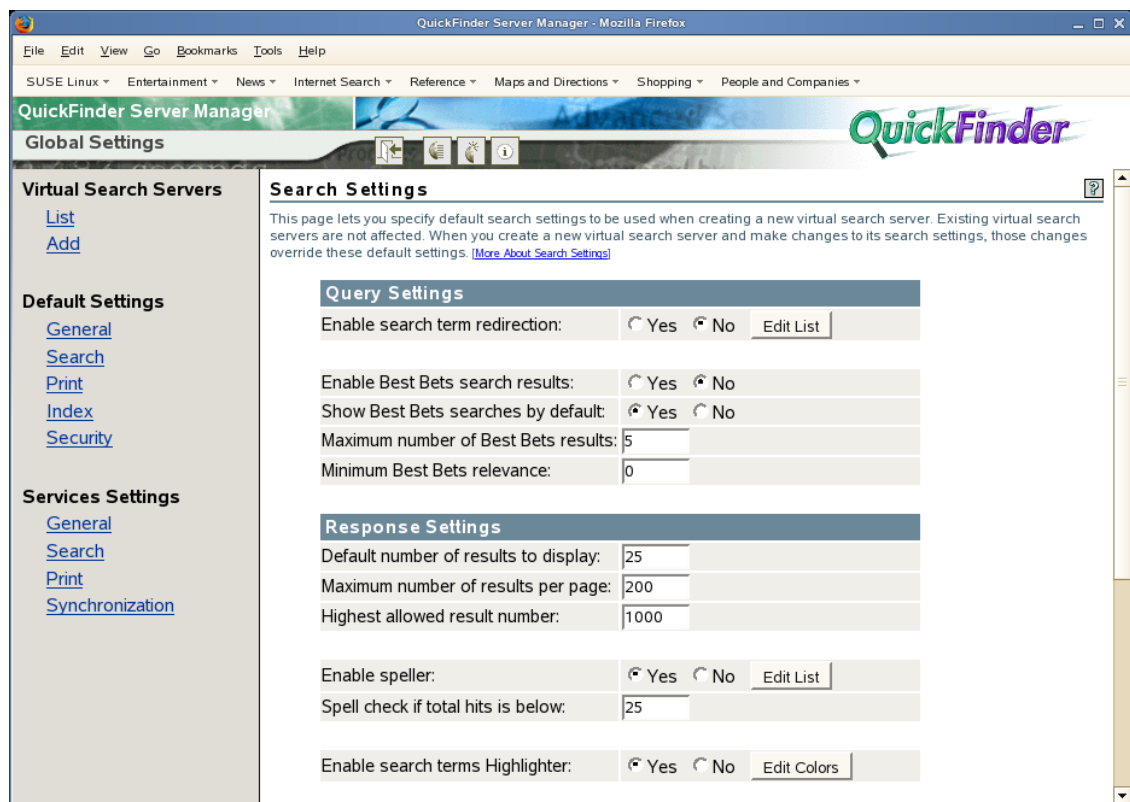 QuickFinder Server Manager - Mozilla Firefox
File Edit View Go Bookmarks Tools Help
SUSE Linux Entertainment News Internet Search Reference Maps and Directions Shopping People and Companies
QuickFinder Server Manager
Advanced Sea
Global Settings
QuickFinder
Virtual Search Servers
List
Add
Default Settings
General
Search
Print
Index
Security
Services Settings
General
Search
Print
Synchronization
Search Settings
?
This page lets you specify default search settings to be used when creating a new virtual search server. Existing virtual search
servers are not affected. When you create a new virtual search server and make changes to its search settings, those changes
override these default settings. [More About Search Settings]
Query Settings
Enable search term redirection: Yes No Edit List
Enable Best Bets search results: Yes No
Show Best Bets searches by default: Yes No
Maximum number of Best Bets results: 5
Minimum Best Bets relevance: 0
Response Settings
Default number of results to display: 25
Maximum number of results per page: 200
Highest allowed result number: 1000
Enable speller: Yes No Edit List
Spell check if total hits is below: 25
Enable search terms Highlighter: Yes No Edit Colors